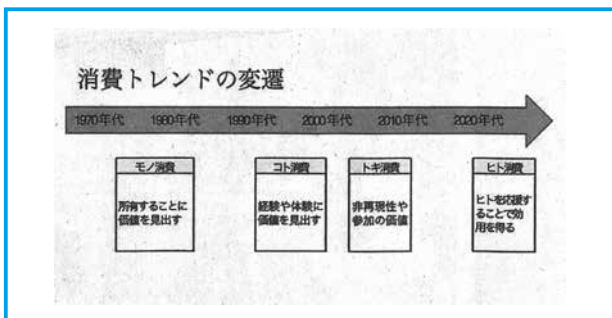 消費トレンドの変遷
1970年代 1980年代 1990年代 2000年代 2010年代 2020年代
モノ消費
所有することに
価値を見出す
コト消費
経験や体験に
価値を見出す
トキ消費
非再現性や
参加の価値
ヒト消費
ヒトを応援す
ることで効
用を得る